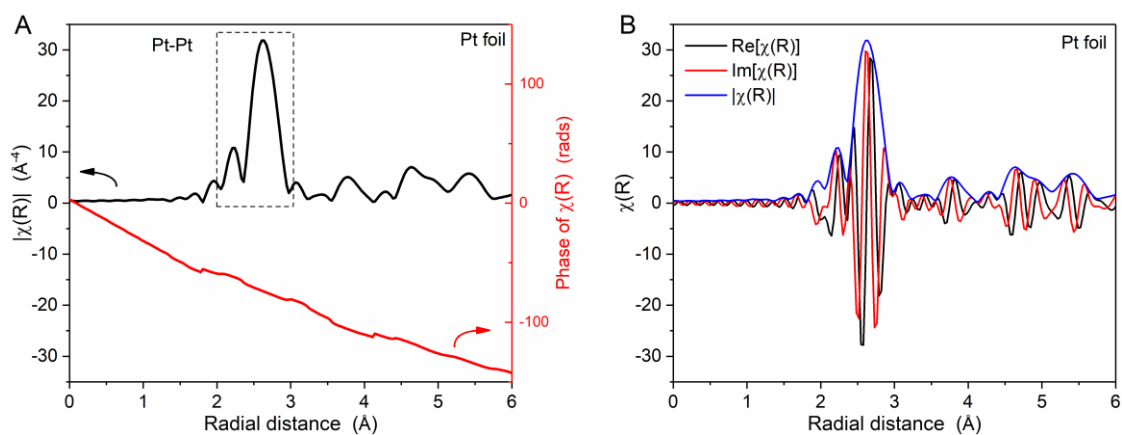 A
Pt-Pt
Pt foil
30
20
10
0
-10
-20
-30
100
0
-100
|χ(R)| (Å⁻⁴)
Phase of χ(R) (rads)
0 1 2 3 4 5 6
Radial distance (Å)
B
Re[χ(R)]
Im[χ(R)]
|χ(R)|
Pt foil
30
20
10
0
-10
-20
-30
χ(R)
0 1 2 3 4 5 6
Radial distance (Å)